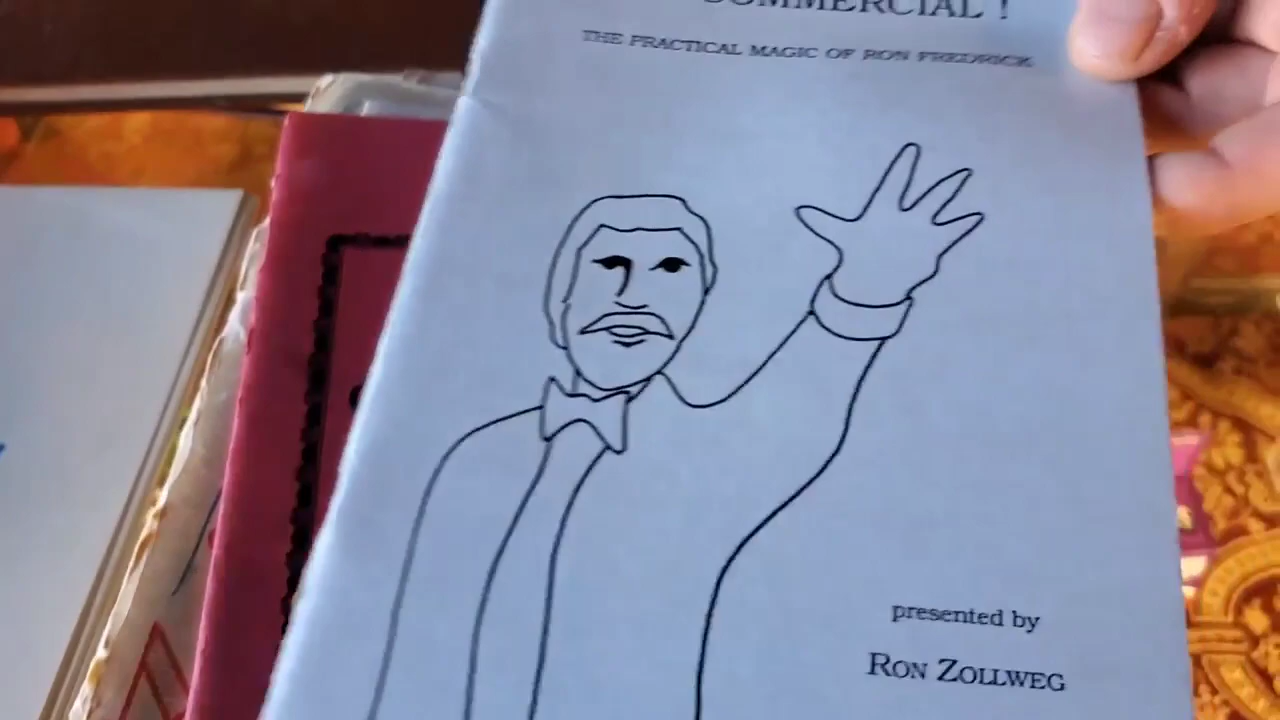 COMMERCIAL !
THE PRACTICAL MAGIC OF RON FREDRICK
presented by
RON ZOLLWEG